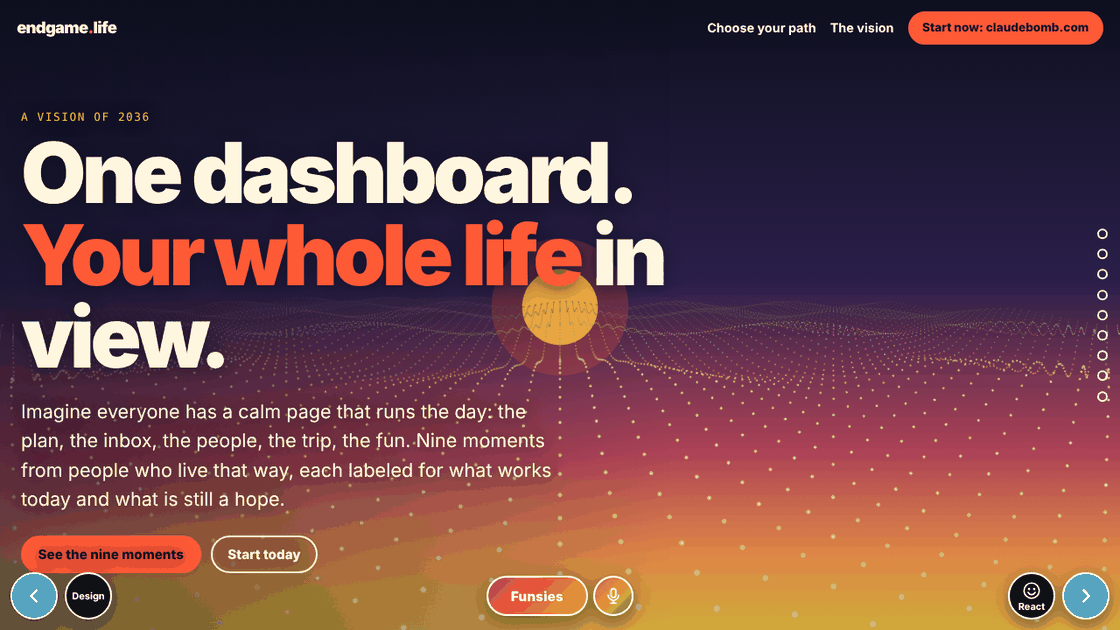 endgame.life
Choose your path
The vision
Start now: claudebomb.com
A VISION OF 2036
One dashboard.
Your whole life in
view.
Imagine everyone has a calm page that runs the day: the
plan, the inbox, the people, the trip, the fun. Nine moments
from people who live that way, each labeled for what works
today and what is still a hope.
See the nine moments
Start today
Design
Funsies
React